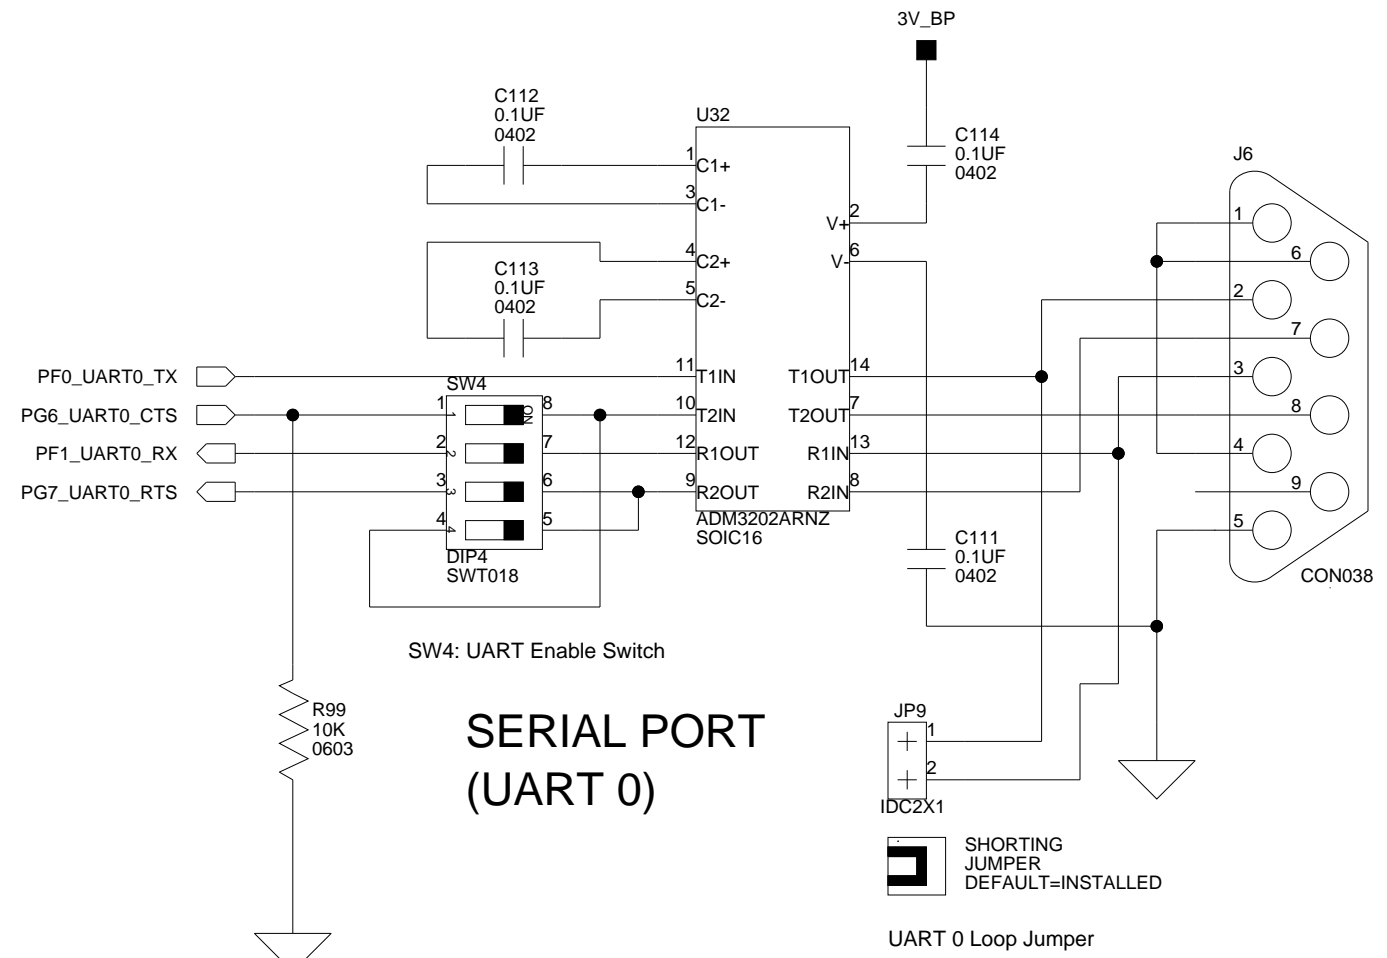 3V_BP
C112
0.1UF
0402
U32
C114
0.1UF
0402
J6
1
C1+
3
C1-
2
V+
6
V-
4
C2+
5
C2-
C113
0.1UF
0402
1
6
2
7
3
8
4
9
5
PF0_UART0_TX
11
T1IN
T1OUT
14
SW4
PG6_UART0_CTS
1
1
ON
8
10
T2IN
T2OUT
7
PF1_UART0_RX
2
2
7
12
R1OUT
R1IN
13
PG7_UART0_RTS
3
3
6
9
R2OUT
R2IN
8
4
4
5
ADM3202ARNZ
SOIC16
DIP4
SWT018
C111
0.1UF
0402
CON038
SW4: UART Enable Switch
R99
10K
0603
SERIAL PORT
(UART 0)
JP9
1
2
IDC2X1
SHORTING
JUMPER
DEFAULT=INSTALLED
UART 0 Loop Jumper